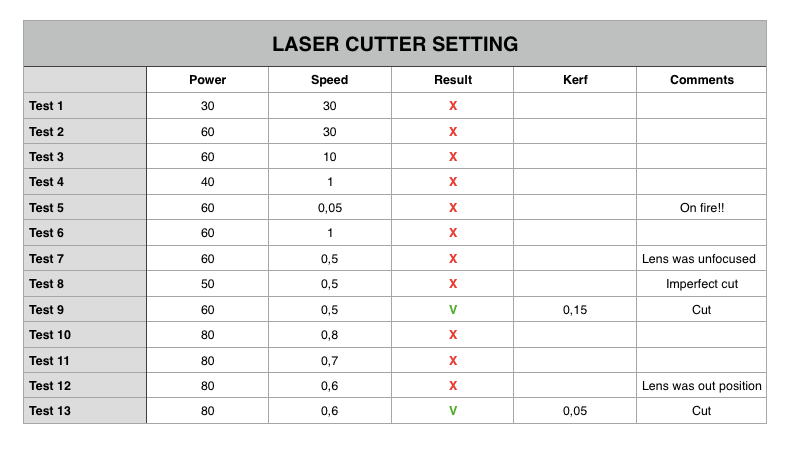 LASER CUTTER SETTING
Power Speed Result Kerf Comments
Test 1 30 30 X
Test 2 60 30 X
Test 3 60 10 X
Test 4 40 1 X
Test 5 60 0,05 X On fire!!
Test 6 60 1 X
Test 7 60 0,5 X Lens was unfocused
Test 8 50 0,5 X Imperfect cut
Test 9 60 0,5 V 0,15 Cut
Test 10 80 0,8 X
Test 11 80 0,7 X
Test 12 80 0,6 X Lens was out position
Test 13 80 0,6 V 0,05 Cut